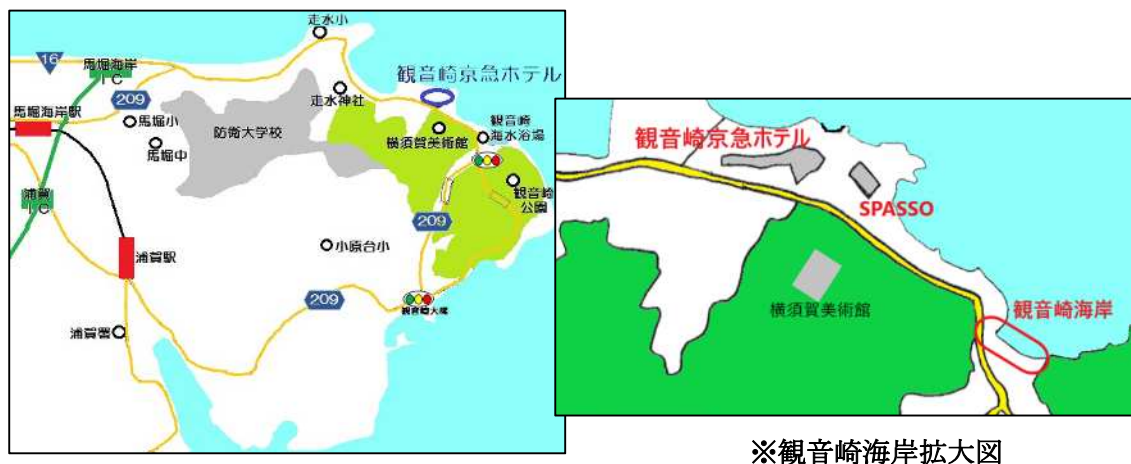 走水小
16
馬堀海岸
IC
観音崎京急ホテル
209
走水神社
馬堀海岸駅
馬堀小
防衛大学校
観音崎
海水浴場
横須賀美術館
馬堀中
浦賀
IC
観音崎
公園
209
小原台小
浦賀駅
209
観音崎大橋
浦賀署
観音崎京急ホテル
SPASSO
横須賀美術館
観音崎海岸
※観音崎海岸拡大図